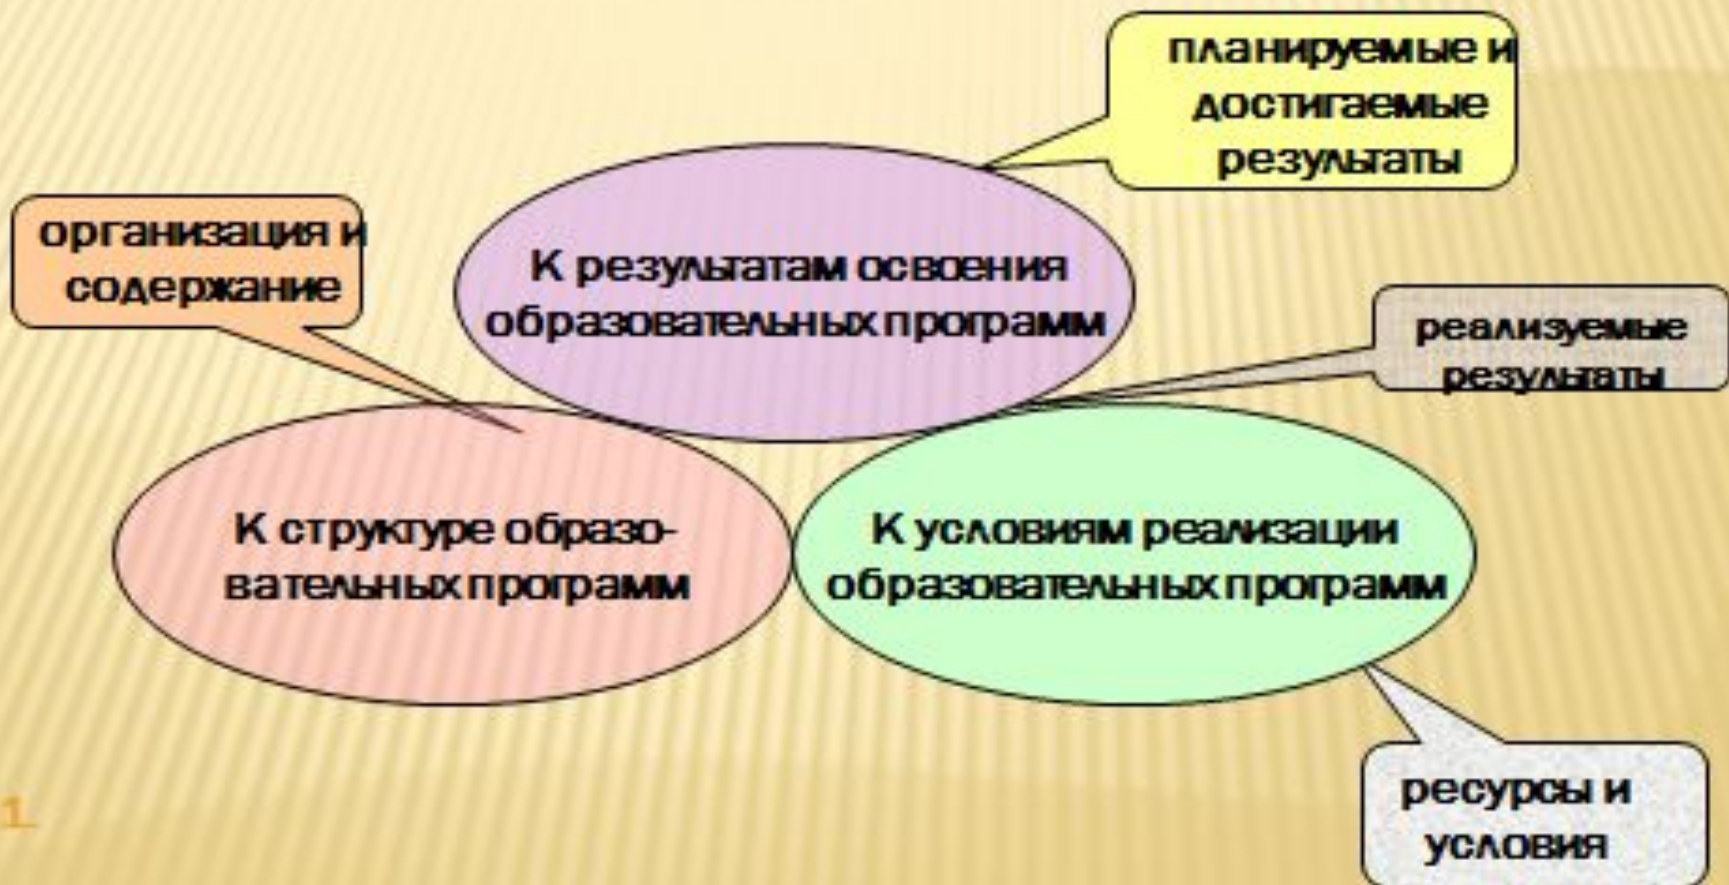 планируемые и
достигаемые
результаты
организация и
содержание
К результатам освоения
образовательных программ
реализуемые
результаты
К структуре образо-
вательных программ
К условиям реализации
образовательных программ
ресурсы и
условия
1.